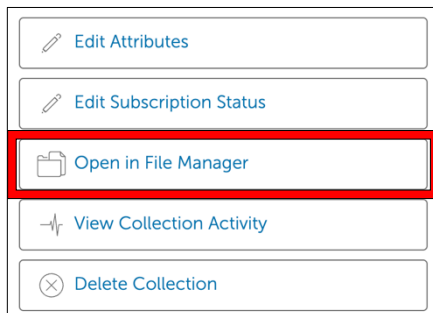 Edit Attributes
Edit Subscription Status
Open in File Manager
View Collection Activity
Delete Collection